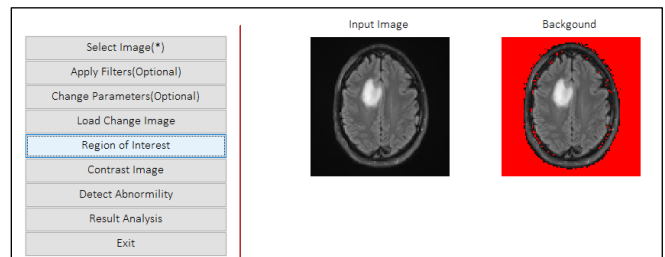 Input Image
Backgound
Select Image(*)
Apply Filters(Optional)
Change Parameters(Optional)
Load Change Image
Region of Interest
Contrast Image
Detect Abnormility
Result Analysis
Exit